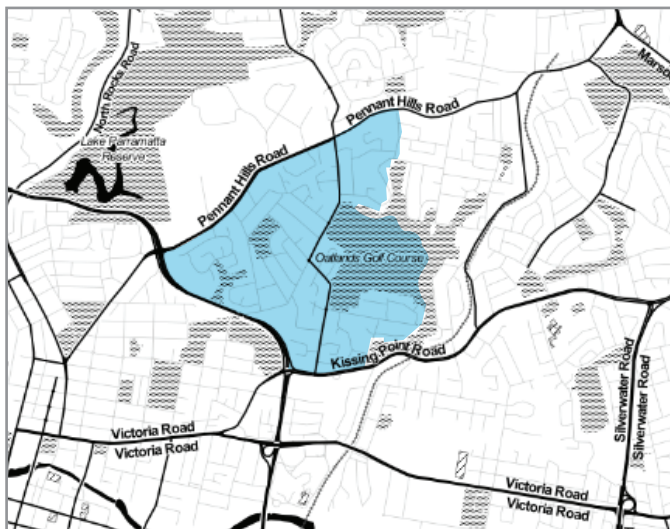 Marsd
North Rocks Road
Pennant Hills Road
Lake Parramatta
Reserve
Pennant Hills Road
Oatlands Golf Course
Kissing Point Road
Silverwater Road
Silverwater Road
Victoria Road
Victoria Road
Victoria Road
Victoria Road